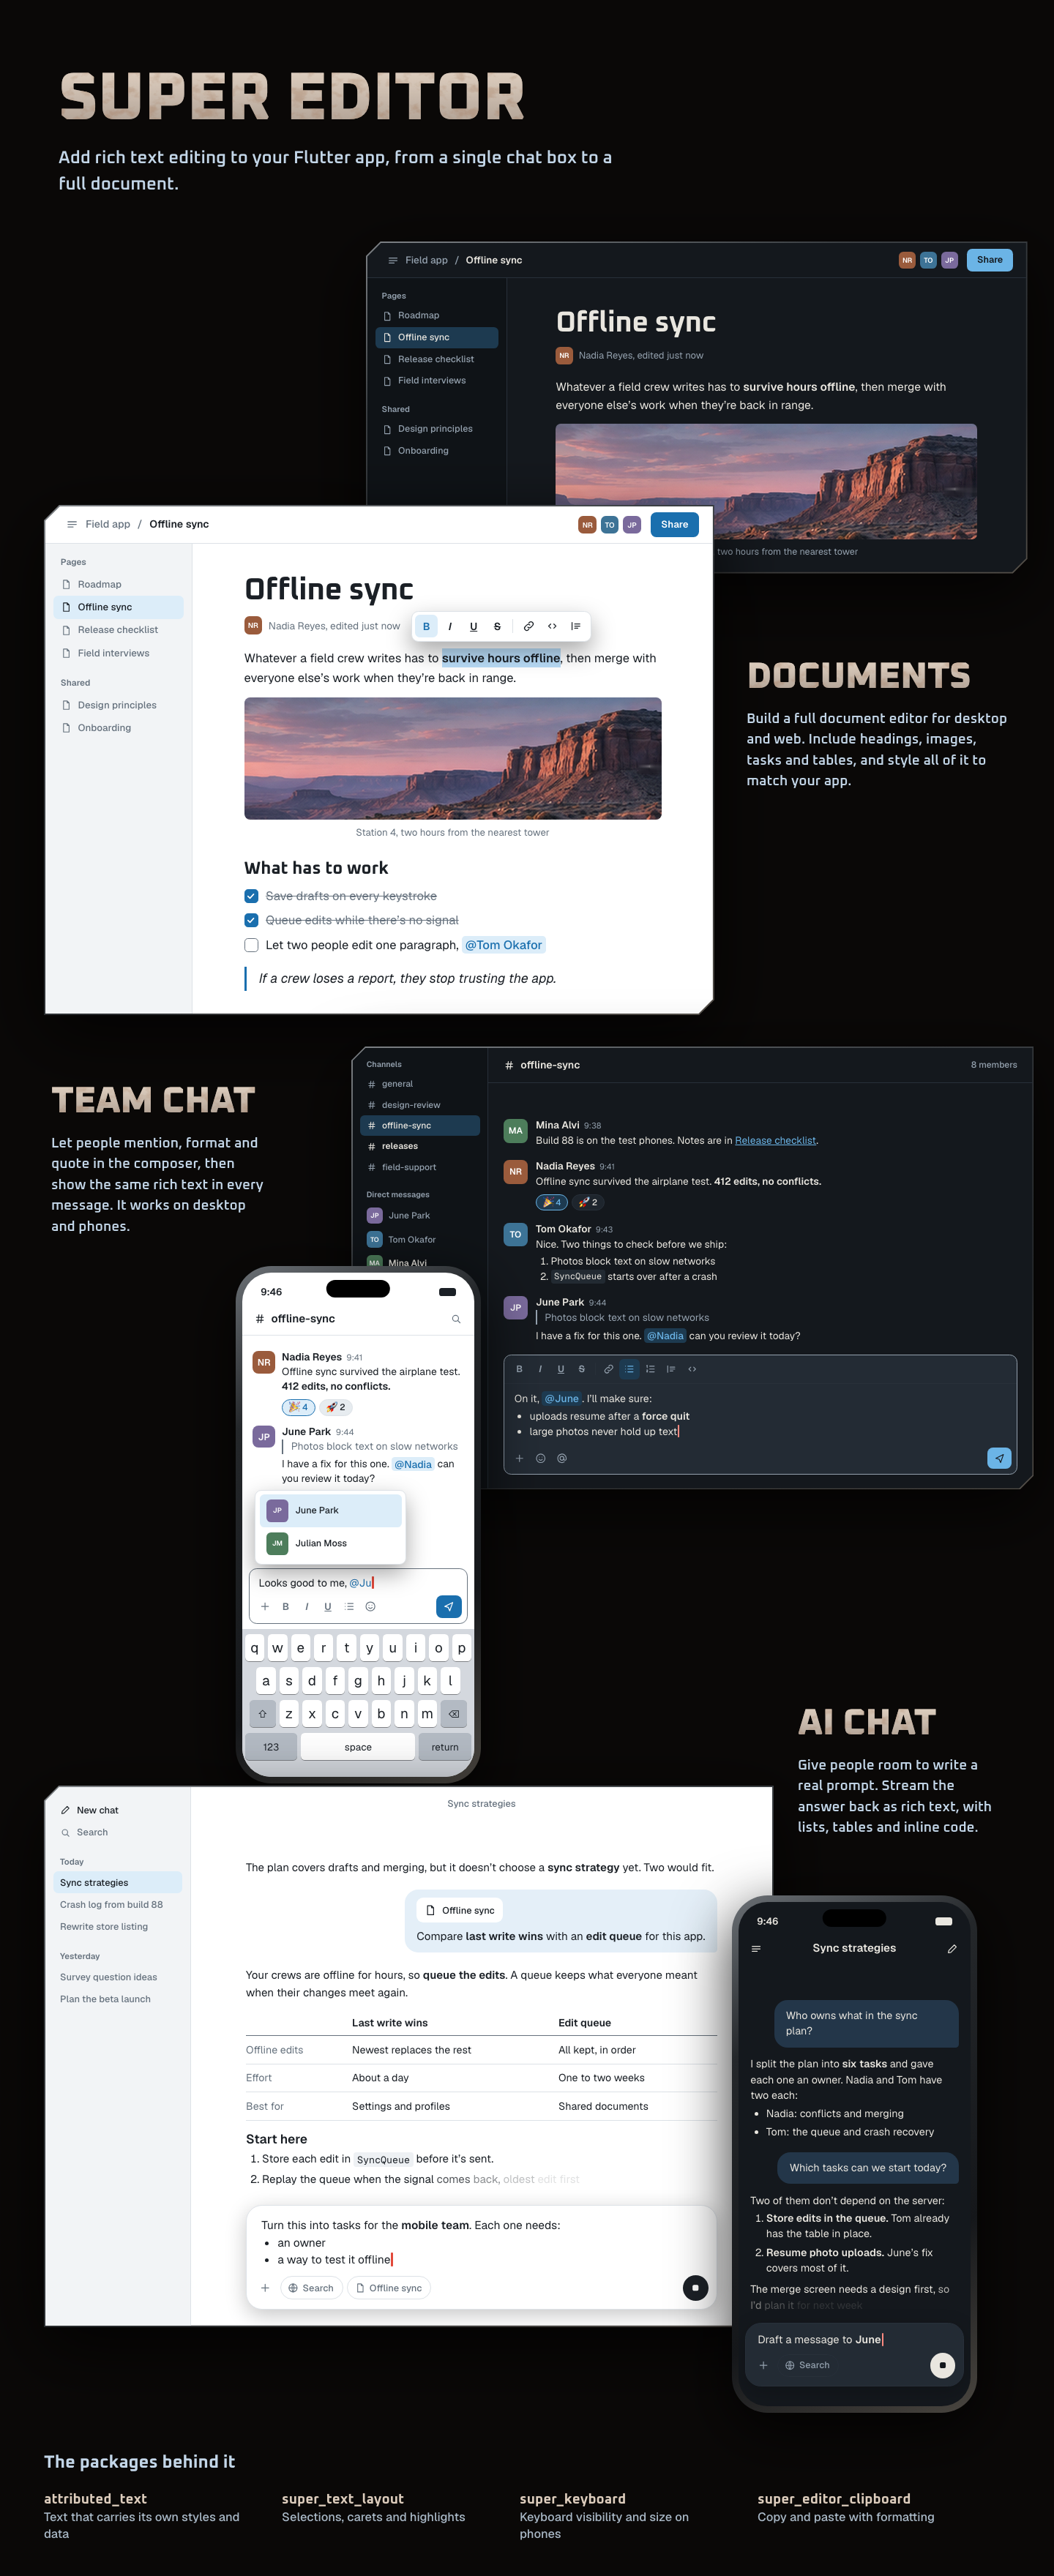 SUPER EDITOR
Add rich text editing to your Flutter app, from a single chat box to a
full document.
Field app / Offline sync
NR TO JP Share
Pages
Roadmap
Offline sync
Release checklist
Field interviews
Shared
Design principles
Onboarding
Offline sync
NR Nadia Reyes, edited just now
Whatever a field crew writes has to survive hours offline, then merge with
everyone else’s work when they’re back in range.
two hours from the nearest tower
Field app / Offline sync
NR TO JP Share
Pages
Roadmap
Offline sync
Release checklist
Field interviews
Shared
Design principles
Onboarding
Offline sync
NR Nadia Reyes, edited just now
B I U S
Whatever a field crew writes has to survive hours offline, then merge with
everyone else’s work when they’re back in range.
Station 4, two hours from the nearest tower
What has to work
Save drafts on every keystroke
Queue edits while there’s no signal
Let two people edit one paragraph, @Tom Okafor
If a crew loses a report, they stop trusting the app.
DOCUMENTS
Build a full document editor for desktop
and web. Include headings, images,
tasks and tables, and style all of it to
match your app.
TEAM CHAT
Let people mention, format and
quote in the composer, then
show the same rich text in every
message. It works on desktop
and phones.
Channels
# general
# design-review
# offline-sync
# releases
# field-support
Direct messages
JP June Park
TO Tom Okafor
MA Mina Alvi
# offline-sync
8 members
MA Mina Alvi 9:38
Build 88 is on the test phones. Notes are in Release checklist.
NR Nadia Reyes 9:41
Offline sync survived the airplane test. 412 edits, no conflicts.
🎉 4 🚀 2
TO Tom Okafor 9:43
Nice. Two things to check before we ship:
1. Photos block text on slow networks
2. SyncQueue starts over after a crash
JP June Park 9:44
Photos block text on slow networks
I have a fix for this one. @Nadia can you review it today?
B I U S
On it, @June . I’ll make sure:
• uploads resume after a force quit
• large photos never hold up text
9:46
# offline-sync
NR Nadia Reyes 9:41
Offline sync survived the airplane test.
412 edits, no conflicts.
🎉 4 🚀 2
JP June Park 9:44
Photos block text on slow networks
I have a fix for this one. @Nadia can
you review it today?
JP June Park
JM Julian Moss
Looks good to me, @Ju
B I U
q w e r t y u i o p
a s d f g h j k l
z x c v b n m
123 space return
AI CHAT
Give people room to write a
real prompt. Stream the
answer back as rich text, with
lists, tables and inline code.
New chat
Search
Today
Sync strategies
Crash log from build 88
Rewrite store listing
Yesterday
Survey question ideas
Plan the beta launch
Sync strategies
The plan covers drafts and merging, but it doesn’t choose a sync strategy yet. Two would fit.
Offline sync
Compare last write wins with an edit queue for this app.
Your crews are offline for hours, so queue the edits. A queue keeps what everyone meant
when their changes meet again.
Last write wins Edit queue
Offline edits Newest replaces the rest All kept, in order
Effort About a day One to two weeks
Best for Settings and profiles Shared documents
Start here
1. Store each edit in SyncQueue before it’s sent.
2. Replay the queue when the signal comes back, oldest edit first
Turn this into tasks for the mobile team. Each one needs:
• an owner
• a way to test it offline
Search Offline sync
9:46
Sync strategies
Who owns what in the sync
plan?
I split the plan into six tasks and gave
each one an owner. Nadia and Tom have
two each:
• Nadia: conflicts and merging
• Tom: the queue and crash recovery
Which tasks can we start today?
Two of them don’t depend on the server:
1. Store edits in the queue. Tom already
has the table in place.
2. Resume photo uploads. June’s fix
covers most of it.
The merge screen needs a design first, so
I’d plan it for next week
Draft a message to June
Search
The packages behind it
attributed_text
Text that carries its own styles and
data
super_text_layout
Selections, carets and highlights
super_keyboard
Keyboard visibility and size on
phones
super_editor_clipboard
Copy and paste with formatting